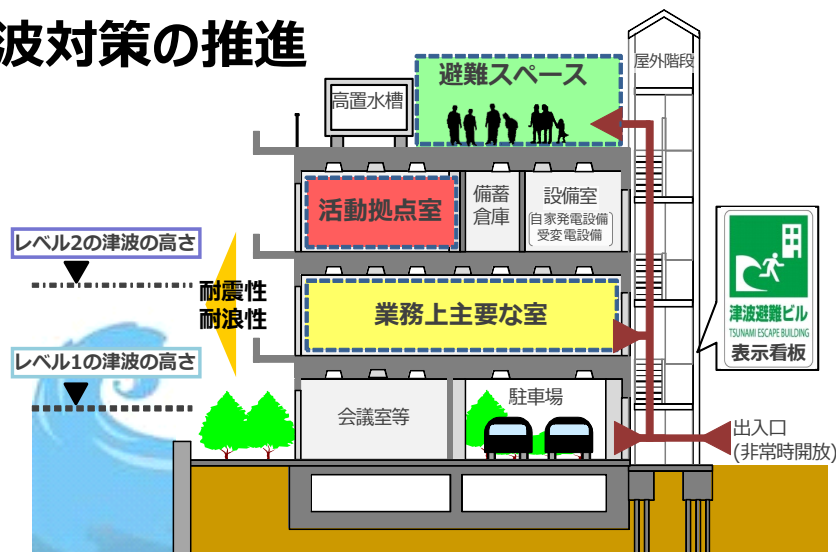 波対策の推進
屋外階段
避難スペース
高置水槽
活動拠点室
備蓄
倉庫
設備室
自家発電設備
受変電設備
レベル2の津波の高さ
耐震性
耐浪性
業務上主要な室
津波避難ビル
TSUNAMI ESCAPE BUILDING
表示看板
レベル1の津波の高さ
会議室等
駐車場
出入口
(非常時開放)